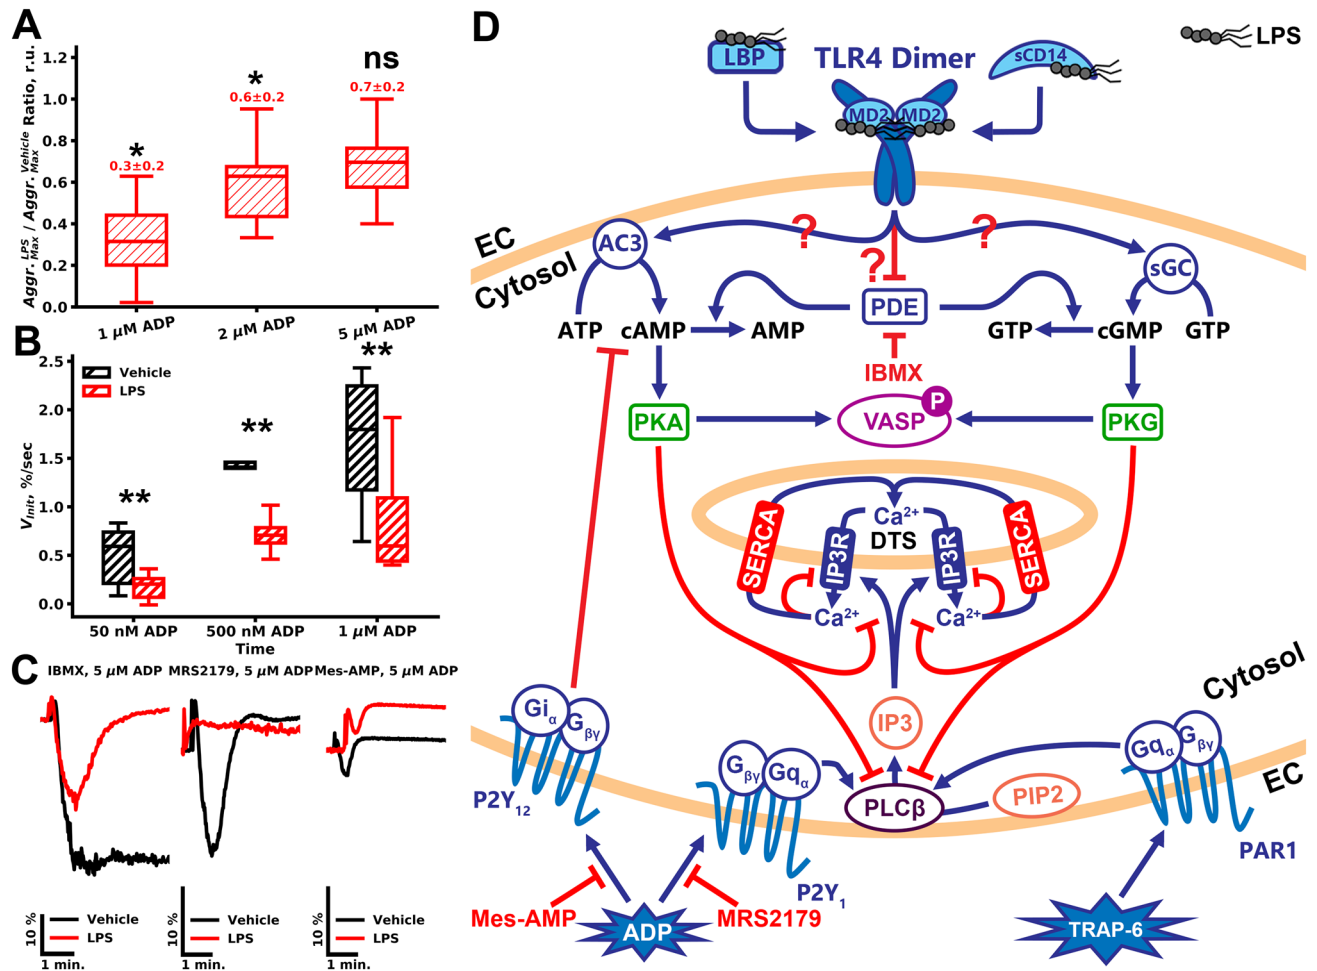 A
Aggr. LPS Max / Aggr. Vehicle Max Ratio, r.u.
1.2
1.0
0.8
0.6
0.4
0.2
0.0
*
0.3±0.2
*
0.6±0.2
ns
0.7±0.2
1 μM ADP
2 μM ADP
5 μM ADP
B
VInit, %/sec
2.5
2.0
1.5
1.0
0.5
0.0
Vehicle
LPS
**
**
**
50 nM ADP
500 nM ADP
1 μM ADP
Time
C
IBMX, 5 μM ADP
MRS2179, 5 μM ADP
Mes-AMP, 5 μM ADP
10 %
Vehicle
LPS
1 min.
10 %
Vehicle
LPS
1 min.
10 %
Vehicle
LPS
1 min.
D
LBP
TLR4 Dimer
sCD14
LPS
MD2
MD2
EC
Cytosol
?
?
?
AC3
sGC
PDE
ATP
cAMP
AMP
GTP
cGMP
GTP
IBMX
PKA
VASP
P
PKG
SERCA
IP3R
Ca2+
DTS
IP3R
SERCA
Ca2+
Ca2+
Cytosol
EC
IP3
Giα
Gβγ
P2Y12
Gβγ
Gqα
P2Y1
PLCβ
PIP2
Gqα
Gβγ
PAR1
Mes-AMP
ADP
MRS2179
TRAP-6